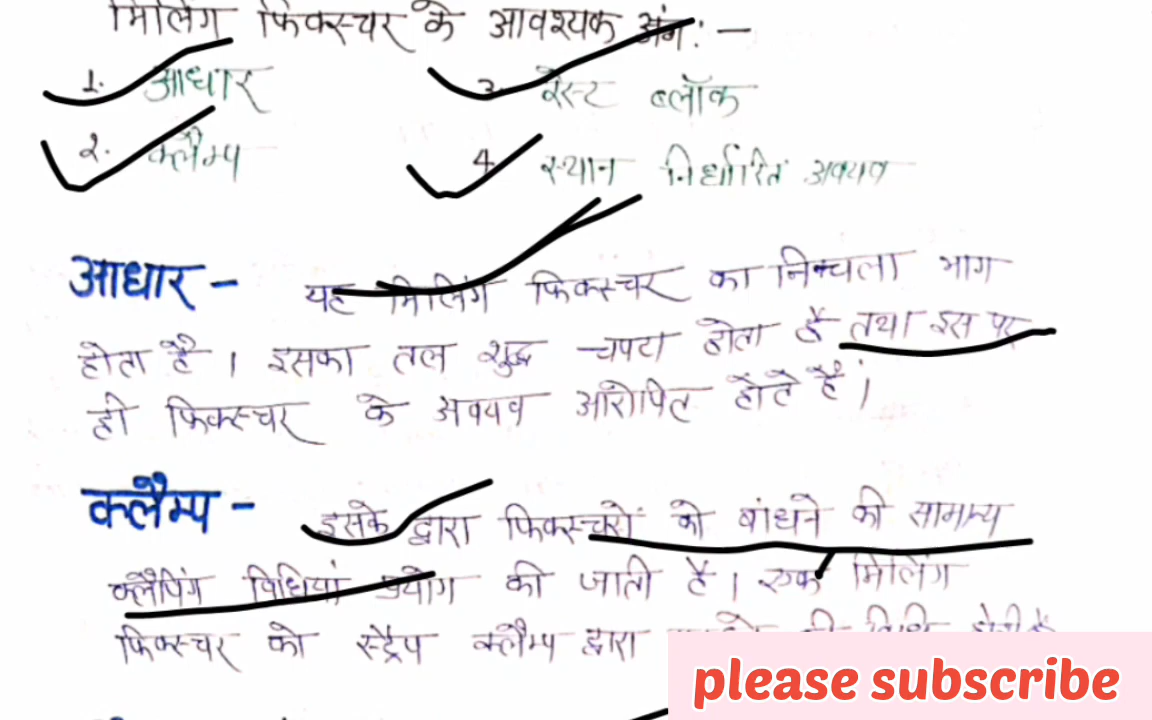 मिलिंग फिक्स्चर के आवश्यक अंग: -
1. आधार 3. रेस्ट ब्लॉक
२. क्लैम्प 4. स्थान निर्धारित अवयव
आधार - यह मिलिंग फिक्स्चर का निचला भाग
होता है । इसका तल शुद्ध चपटा होता है तथा इस पर
ही फिक्स्चर के अवयव आरोपित होते हैं ।
क्लैम्प - इसके द्वारा फिक्स्चरों को बांधने की सामान्य
क्लैपिंग विधियां प्रयोग की जाती है । एक मिलिंग
फिक्स्चर को स्ट्रैप क्लैम्प द्वारा
please subscribe